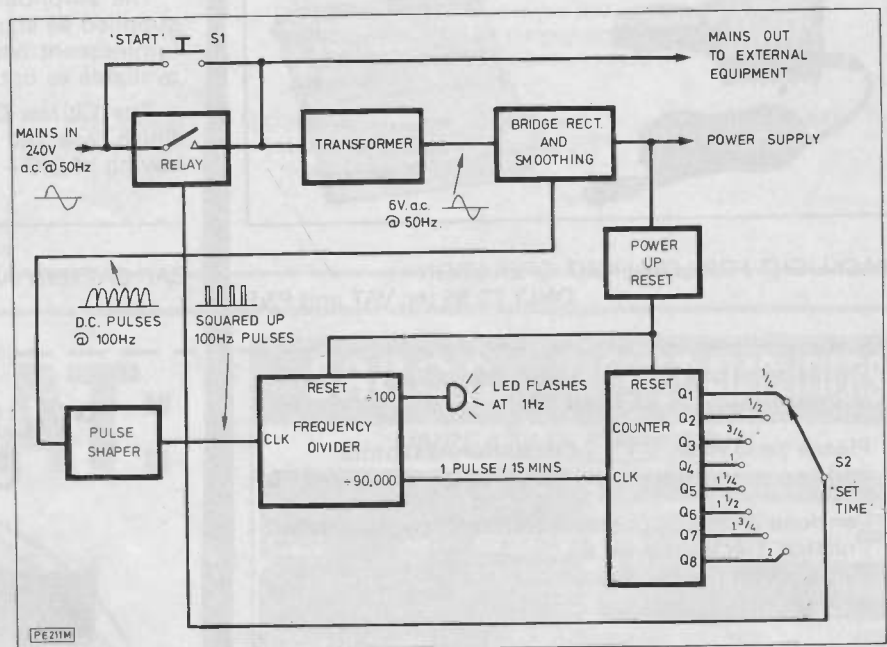 'START'
S1
MAINS OUT
TO EXTERNAL
EQUIPMENT
MAINS IN
240V
a.c.@50Hz
RELAY
TRANSFORMER
BRIDGE RECT.
AND
SMOOTHING
POWER SUPPLY
6V. a.c.
@ 50Hz.
POWER
UP
RESET
D.C. PULSES
@ 100Hz
SQUARED UP
100Hz PULSES
PULSE
SHAPER
RESET
÷100
FREQUENCY
DIVIDER
CLK
÷90,000
LED FLASHES
AT 1Hz
1 PULSE / 15 MINS
RESET
COUNTER
CLK
Q1
Q2
Q3
Q4
Q5
Q6
Q7
Q8
1/4
1/2
3/4
1
1 1/4
1 1/2
1 3/4
2
S2
'SET
TIME'
PE211M